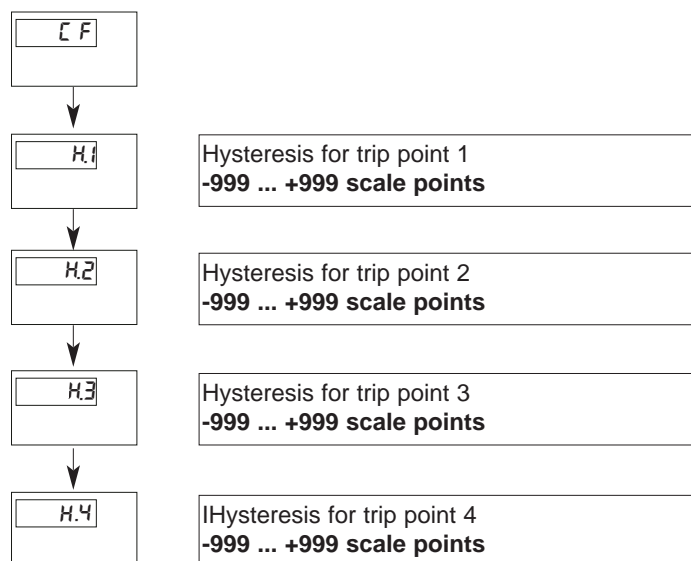 C F
H.1
Hysteresis for trip point 1
-999 ... +999 scale points
H.2
Hysteresis for trip point 2
-999 ... +999 scale points
H.3
Hysteresis for trip point 3
-999 ... +999 scale points
H.4
IHysteresis for trip point 4
-999 ... +999 scale points